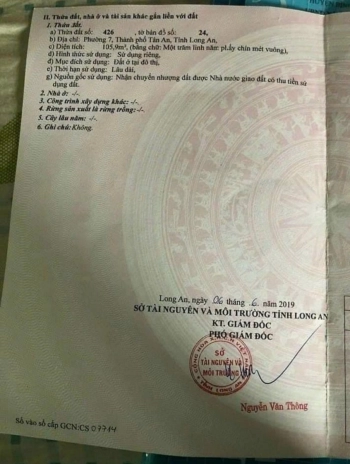 II. Thửa đất, nhà ở và tài sản khác gắn liền với đất
1. Thửa đất:
a) Thửa đất số: 426 , tờ bản đồ số: 24,
b) Địa chỉ: Phường 7, Thành phố Tân An, Tỉnh Long An,
c) Diện tích: 105,9m², (bằng chữ: Một trăm linh năm phẩy chín mét vuông),
d) Hình thức sử dụng: Sử dụng riêng,
đ) Mục đích sử dụng: Đất ở tại đô thị,
e) Thời hạn sử dụng: Lâu dài,
g) Nguồn gốc sử dụng: Nhận chuyển nhượng đất được Nhà nước giao đất có thu tiền sử
dụng đất.
2. Nhà ở: -/-.
3. Công trình xây dựng khác: -/-.
4. Rừng sản xuất là rừng trồng: -/-.
5. Cây lâu năm: -/-.
6. Ghi chú: Không.
Long An, ngày 06 tháng 6 năm 2019
SỞ TÀI NGUYÊN VÀ MÔI TRƯỜNG TỈNH LONG AN
KT. GIÁM ĐỐC
PHÓ GIÁM ĐỐC
SỞ
TÀI NGUYÊN VÀ
MÔI TRƯỜNG
Nguyễn Văn Thông
Số vào sổ cấp GCN:CS 07714